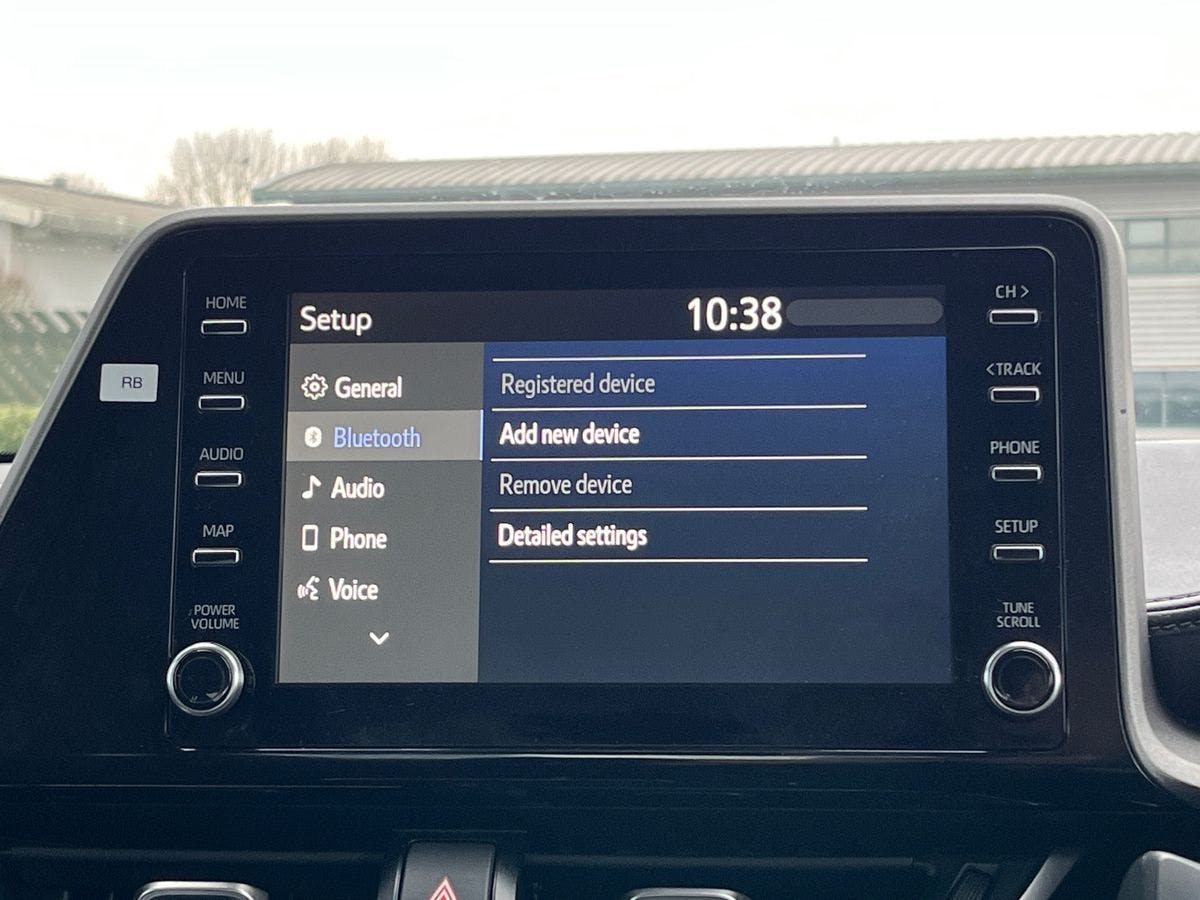 HOME
MENU
RB
AUDIO
MAP
POWER
VOLUME
Setup
10:38
General
Bluetooth
Audio
Phone
Voice
Registered device
Add new device
Remove device
Detailed settings
CH >
< TRACK
PHONE
SETUP
TUNE
SCROLL